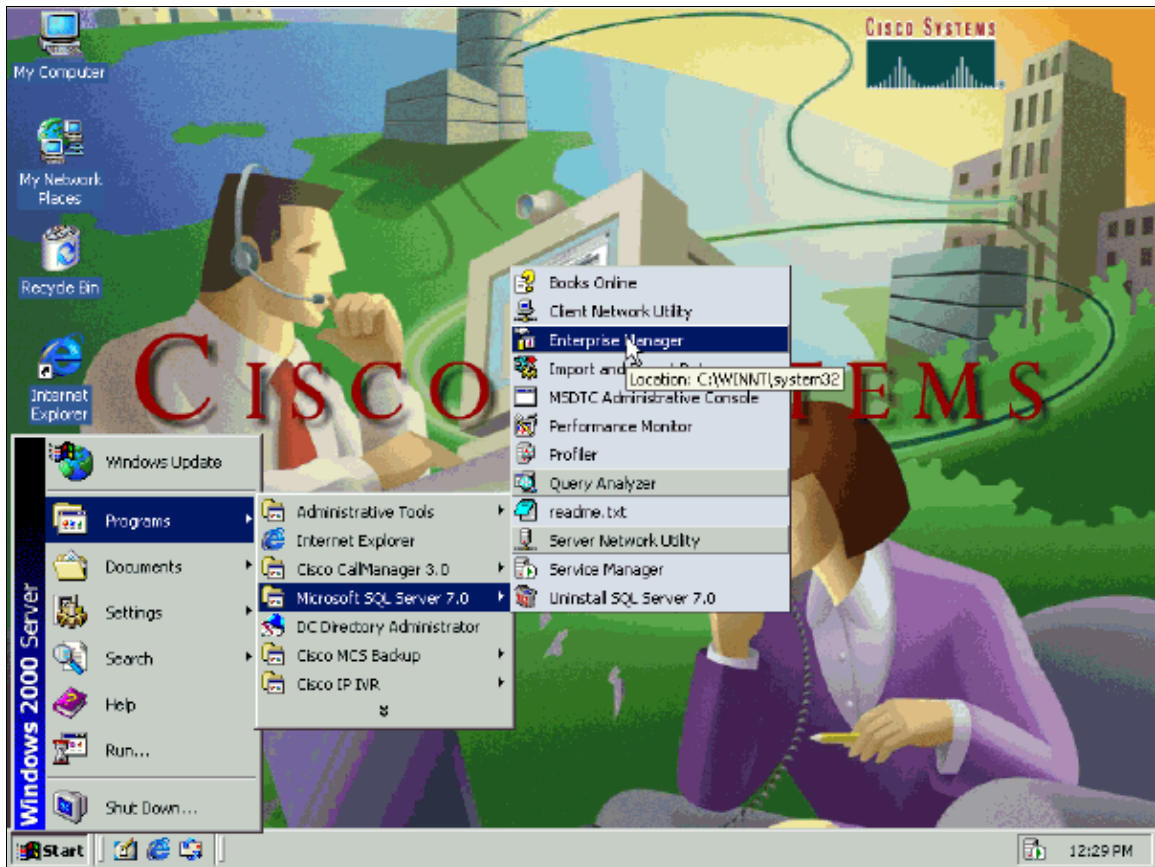 My Computer
My Network
Places
Recycle Bin
Internet
Explorer
CISCO SYSTEMS
CISCO TEMS
Books Online
Client Network Utility
Enterprise Manager
Import and
Location: C:\WINNT\system32
MSDTC Administrative Console
Performance Monitor
Profiler
Query Analyzer
readme.txt
Server Network Utility
Service Manager
Uninstall SQL Server 7.0
Administrative Tools
Internet Explorer
Cisco CallManager 3.0
Microsoft SQL Server 7.0
DC Directory Administrator
Cisco MCS Backup
Cisco IP IVR
Windows Update
Programs
Documents
Settings
Search
Help
Run...
Shut Down...
Windows 2000 Server
Start
12:29 PM